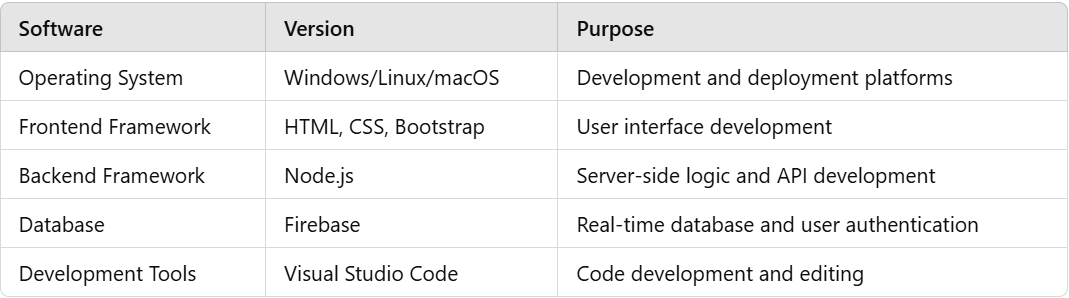 Software Version Purpose
Operating System Windows/Linux/macOS Development and deployment platforms
Frontend Framework HTML, CSS, Bootstrap User interface development
Backend Framework Node.js Server-side logic and API development
Database Firebase Real-time database and user authentication
Development Tools Visual Studio Code Code development and editing